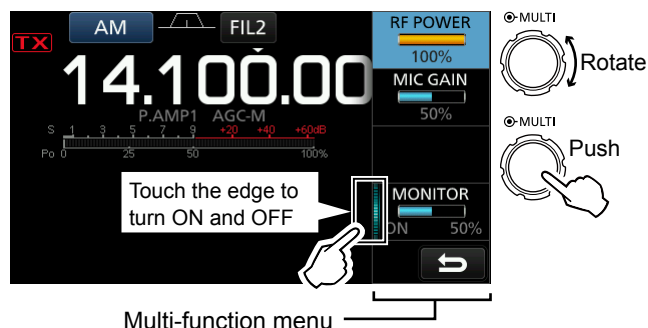 AM
FIL2
TX
14.100.00
P.AMP1 AGC-M
S 1 3 5 7 9 +20 +40 +60dB
Po 0 25 50 100%
RF POWER
100%
MIC GAIN
50%
MONITOR
ON 50%
Touch the edge to
turn ON and OFF
MULTI
Rotate
MULTI
Push
Multi-function menu